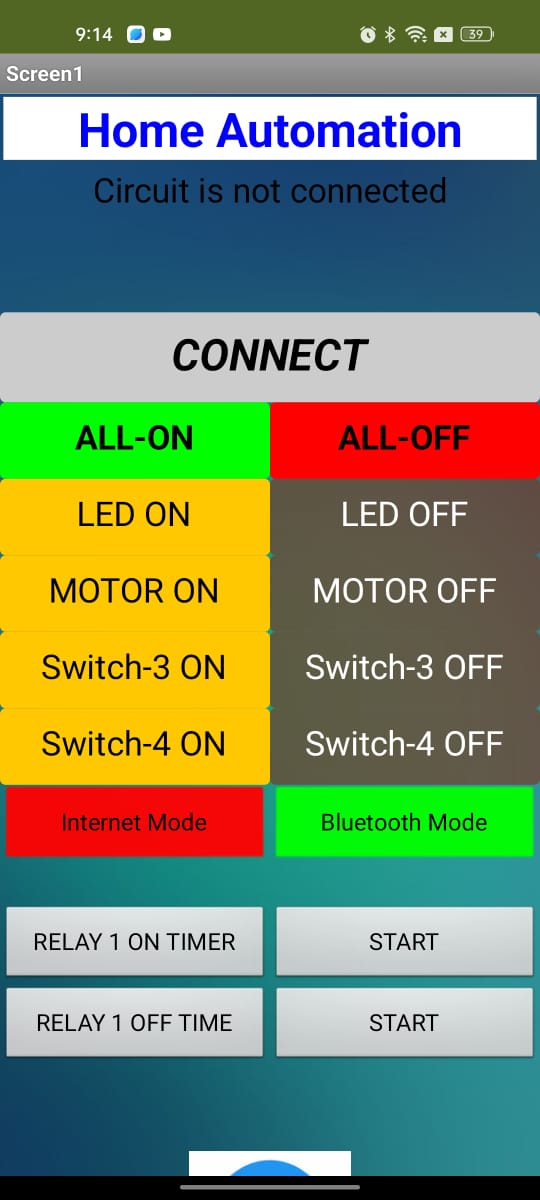 9:14 39
Screen1
Home Automation
Circuit is not connected
CONNECT
ALL-ON ALL-OFF
LED ON LED OFF
MOTOR ON MOTOR OFF
Switch-3 ON Switch-3 OFF
Switch-4 ON Switch-4 OFF
Internet Mode Bluetooth Mode
RELAY 1 ON TIMER START
RELAY 1 OFF TIME START